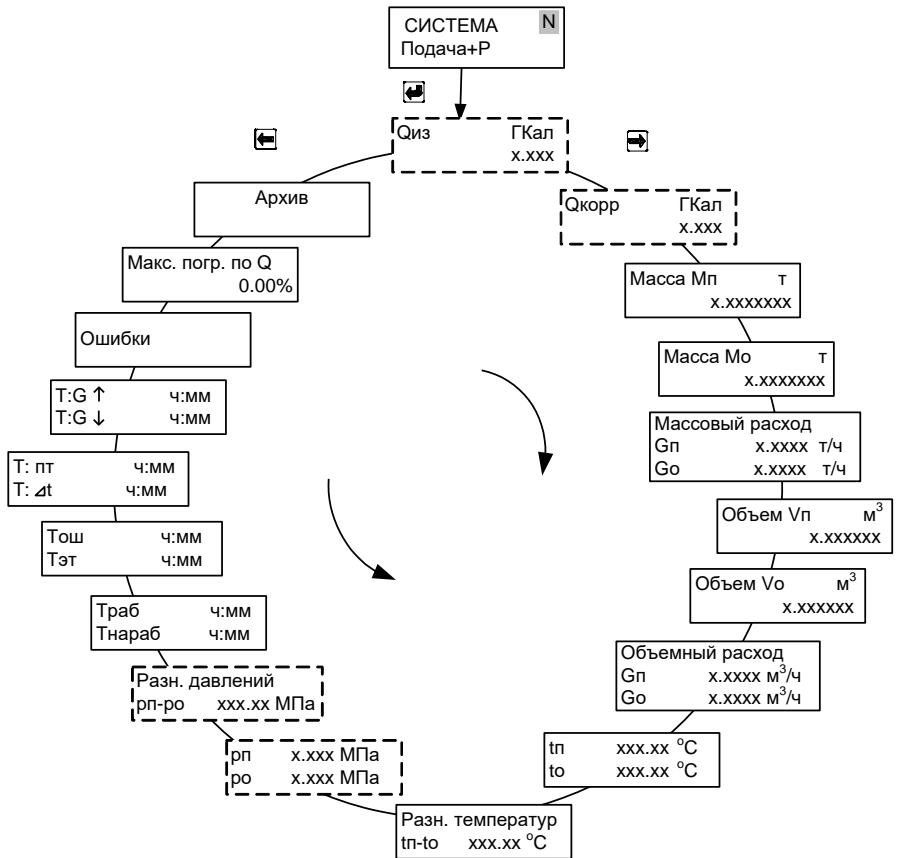 СИСТЕМА N
Подача+Р
Qиз ГКал
x.xxx
Qкорр ГКал
x.xxx
Масса Мп т
x.xxxxxxx
Масса Мо т
x.xxxxxxx
Массовый расход
Gп x.xxxx т/ч
Go x.xxxx т/ч
Объем Vп м³
x.xxxxxx
Объем Vo м³
x.xxxxxx
Объемный расход
Gп x.xxxx м³/ч
Go x.xxxx м³/ч
tп xxx.xx °C
to xxx.xx °C
Разн. температур
tп-to xxx.xx °C
рп x.xxx МПа
ро x.xxx МПа
Разн. давлений
рп-ро xxx.xx МПа
Траб ч:мм
Тнараб ч:мм
Тош ч:мм
Тэт ч:мм
Т: пт ч:мм
Т: ⊿t ч:мм
T:G ↑ ч:мм
T:G ↓ ч:мм
Ошибки
Макс. погр. по Q
0.00%
Архив